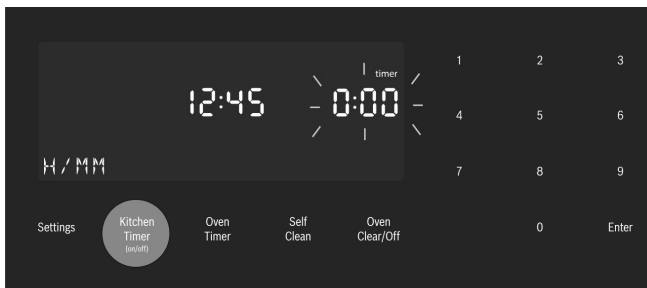 timer
12:45 0:00
H/MM
1 2 3
4 5 6
7 8 9
0 Enter
Settings
Kitchen
Timer
(on/off)
Oven
Timer
Self
Clean
Oven
Clear/Off